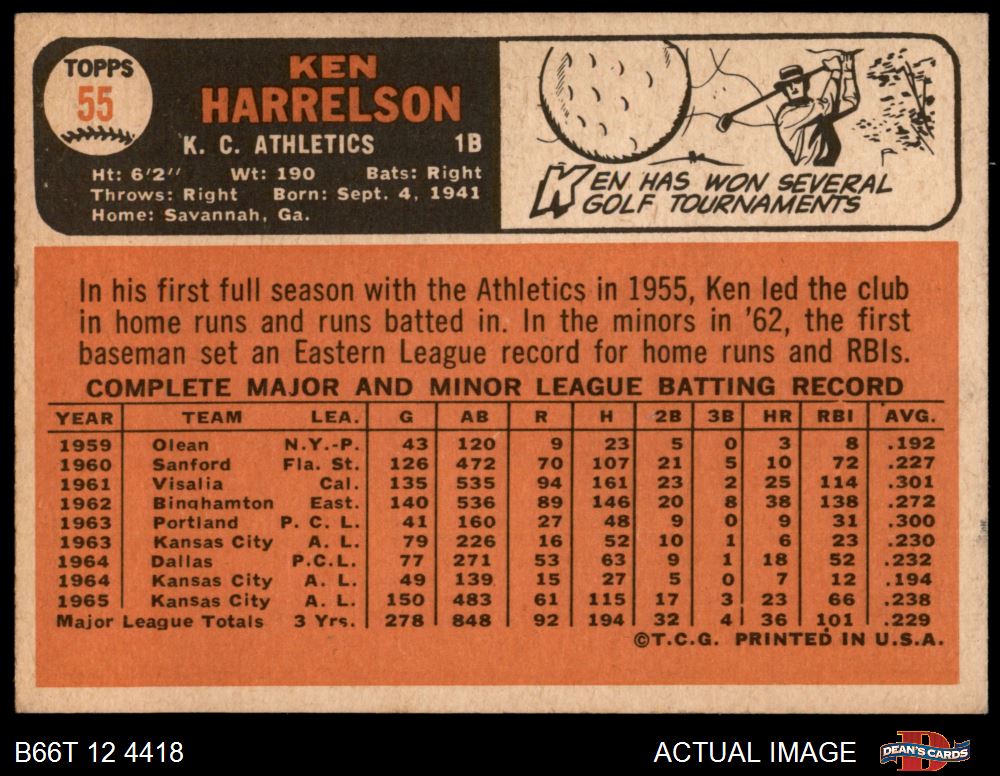 TOPPS
55
KEN
HARRELSON
K. C. ATHLETICS 1B
Ht: 6'2" Wt: 190 Bats: Right
Throws: Right Born: Sept. 4, 1941
Home: Savannah, Ga.
KEN HAS WON SEVERAL
GOLF TOURNAMENTS
In his first full season with the Athletics in 1955, Ken led the club
in home runs and runs batted in. In the minors in '62, the first
baseman set an Eastern League record for home runs and RBIs.
COMPLETE MAJOR AND MINOR LEAGUE BATTING RECORD
YEAR TEAM LEA. G AB R H 2B 3B HR RBI AVG.
1959 Olean N.Y.-P. 43 120 9 23 5 0 3 8 .192
1960 Sanford Fla. St. 126 472 70 107 21 5 10 72 .227
1961 Visalia Cal. 135 535 94 161 23 2 25 114 .301
1962 Binghamton East. 140 536 89 146 20 8 38 138 .272
1963 Portland P. C. L. 41 160 27 48 9 0 9 31 .300
1963 Kansas City A. L. 79 226 16 52 10 1 6 23 .230
1964 Dallas P.C.L. 77 271 53 63 9 1 18 52 .232
1964 Kansas City A. L. 49 139 15 27 5 0 7 12 .194
1965 Kansas City A. L. 150 483 61 115 17 3 23 66 .238
Major League Totals 3 Yrs. 278 848 92 194 32 4 36 101 .229
©T.C.G. PRINTED IN U.S.A.
B66T 12 4418 ACTUAL IMAGE DEAN'S CARDS